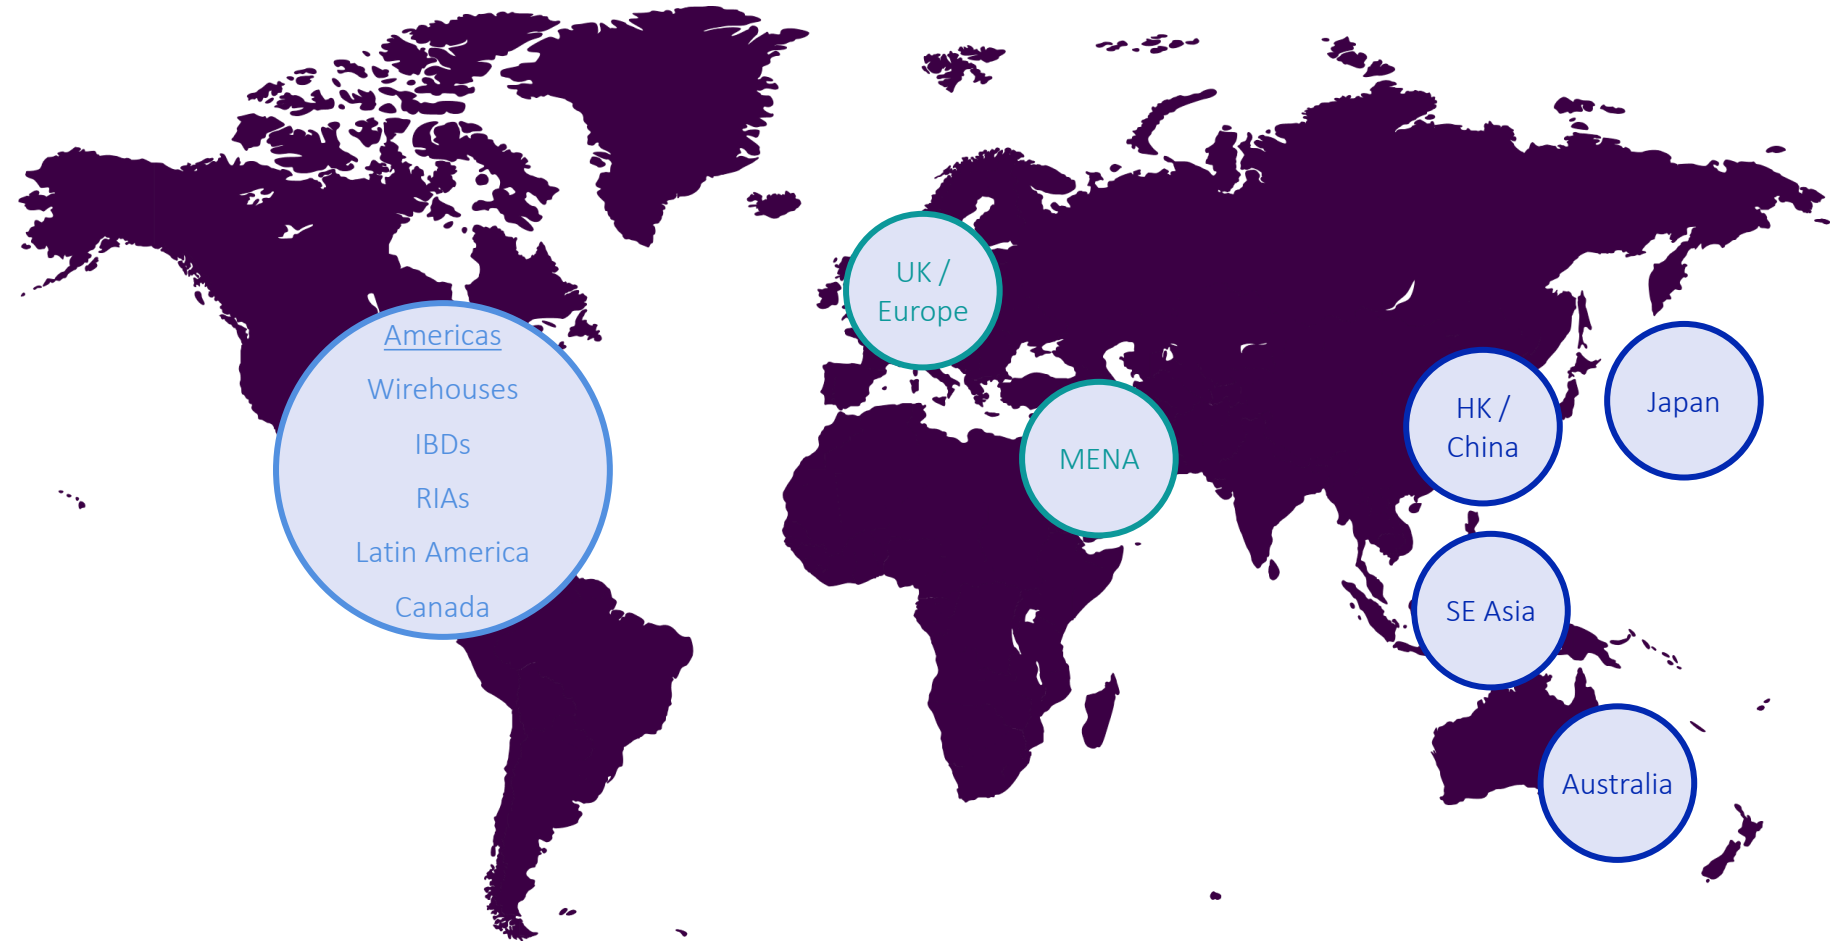 Americas
Wirehouses
IBDs
RIAs
Latin America
Canada
UK /
Europe
MENA
HK /
China
Japan
SE Asia
Australia